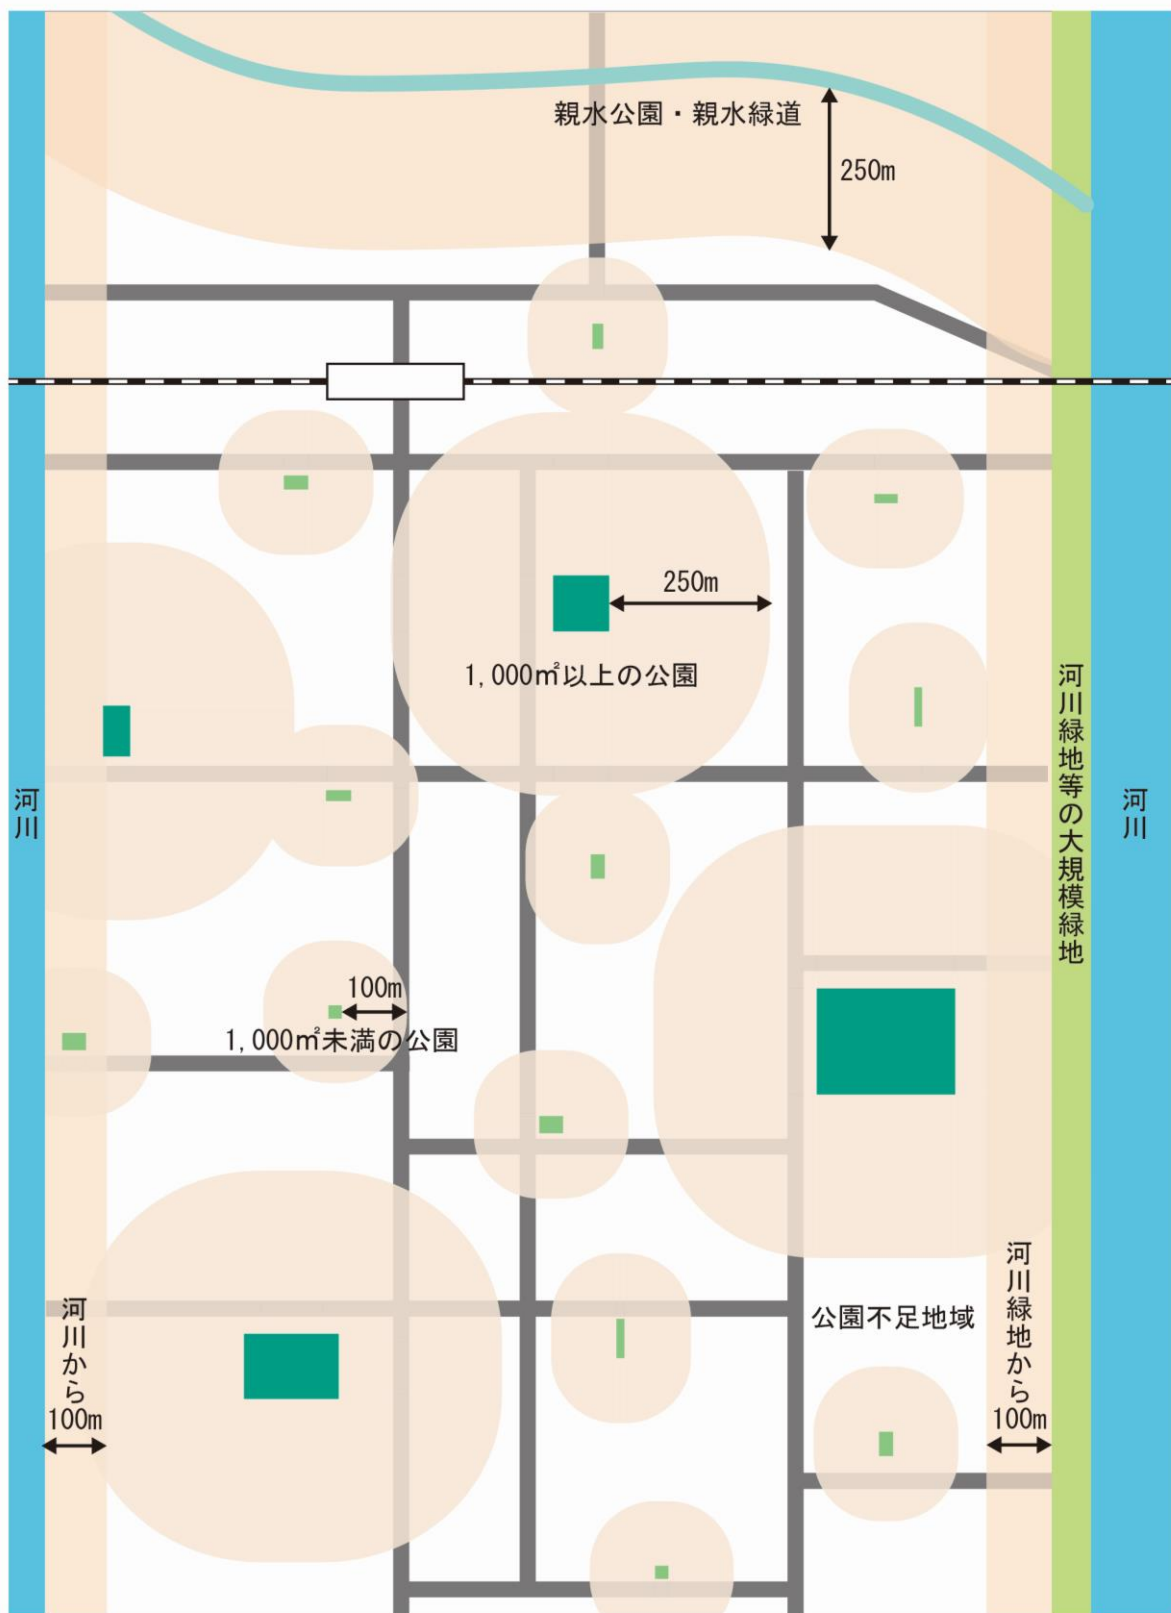 親水公園・親水緑道
250m
250m
1,000㎡以上の公園
河川緑地等の大規模緑地
河川
河川
100m
1,000㎡未満の公園
河川から
100m
公園不足地域
河川緑地から
100m